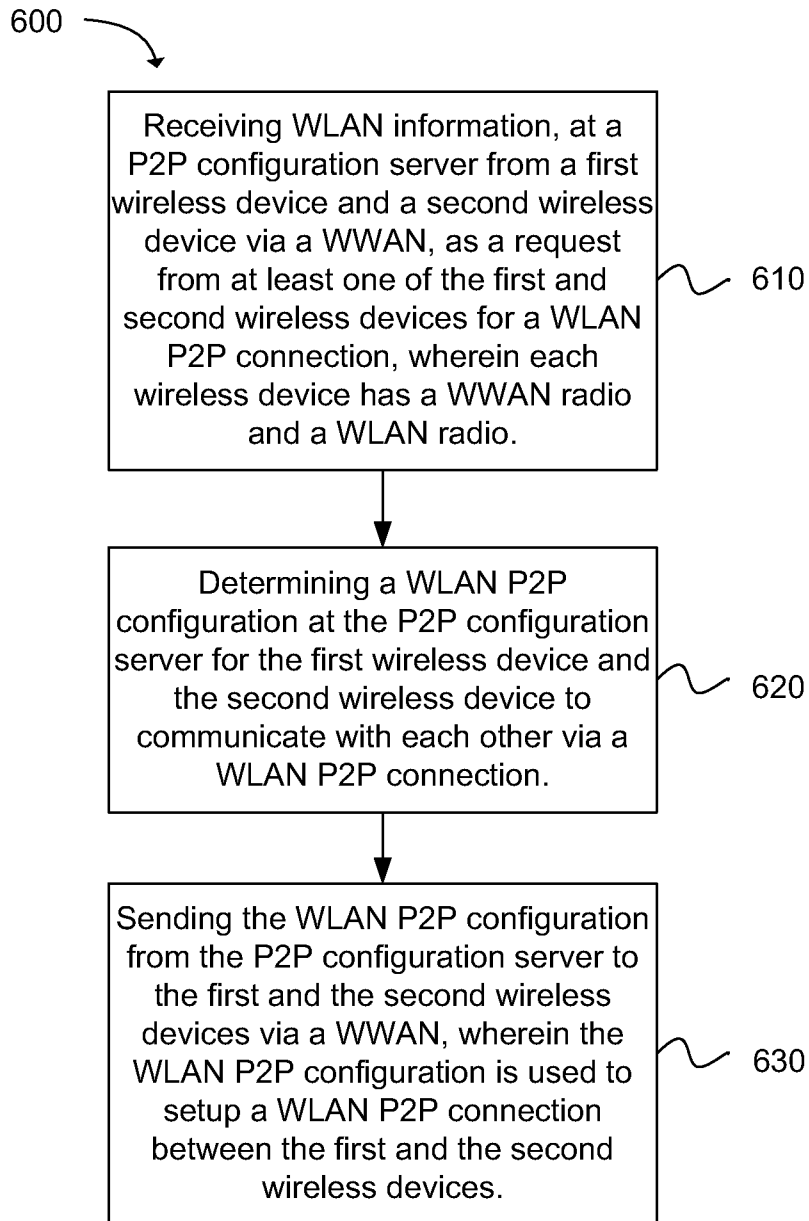 600
Receiving WLAN information, at a
P2P configuration server from a first
wireless device and a second wireless
device via a WWAN, as a request
from at least one of the first and
second wireless devices for a WLAN
P2P connection, wherein each
wireless device has a WWAN radio
and a WLAN radio.
610
Determining a WLAN P2P
configuration at the P2P configuration
server for the first wireless device and
the second wireless device to
communicate with each other via a
WLAN P2P connection.
620
Sending the WLAN P2P configuration
from the P2P configuration server to
the first and the second wireless
devices via a WWAN, wherein the
WLAN P2P configuration is used to
setup a WLAN P2P connection
between the first and the second
wireless devices.
630